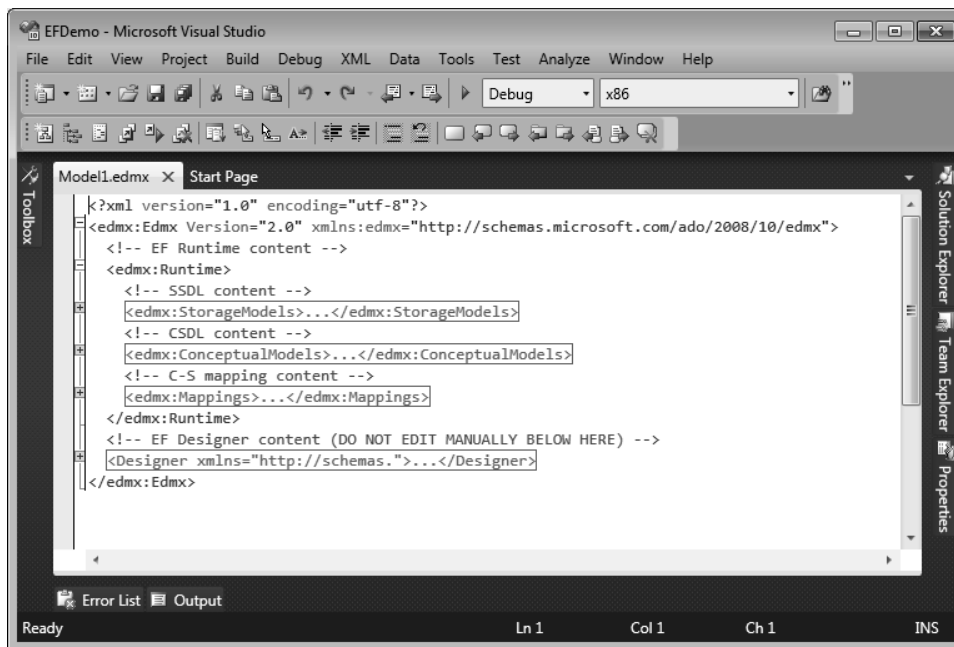 EFDemo - Microsoft Visual Studio
File Edit View Project Build Debug XML Data Tools Test Analyze Window Help
Debug x86
Toolbox
Model1.edmx Start Page
<?xml version="1.0" encoding="utf-8"?>
<edmx:Edmx Version="2.0" xmlns:edmx="http://schemas.microsoft.com/ado/2008/10/edmx">
<!-- EF Runtime content -->
<edmx:Runtime>
<!-- SSDL content -->
<edmx:StorageModels>...</edmx:StorageModels>
<!-- CSDL content -->
<edmx:ConceptualModels>...</edmx:ConceptualModels>
<!-- C-S mapping content -->
<edmx:Mappings>...</edmx:Mappings>
</edmx:Runtime>
<!-- EF Designer content (DO NOT EDIT MANUALLY BELOW HERE) -->
<Designer xmlns="http://schemas.">...</Designer>
</edmx:Edmx>
Solution Explorer
Team Explorer
Properties
Error List Output
Ready Ln 1 Col 1 Ch 1 INS